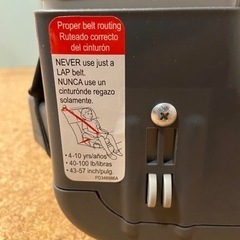 Proper belt routing
Ruteado correcto
del cinturón
NEVER use just a
LAP belt.
NUNCA use un
cinturónde regazo
solamente.
• 4-10 yrs/años
• 40-100 lb/libras
• 43-57 inch/pulg.
PD349986A